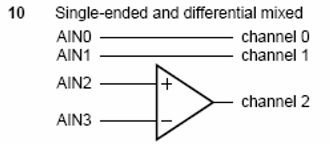 10 Single-ended and differential mixed
AIN0 channel 0
AIN1 channel 1
AIN2 +
channel 2
AIN3 −